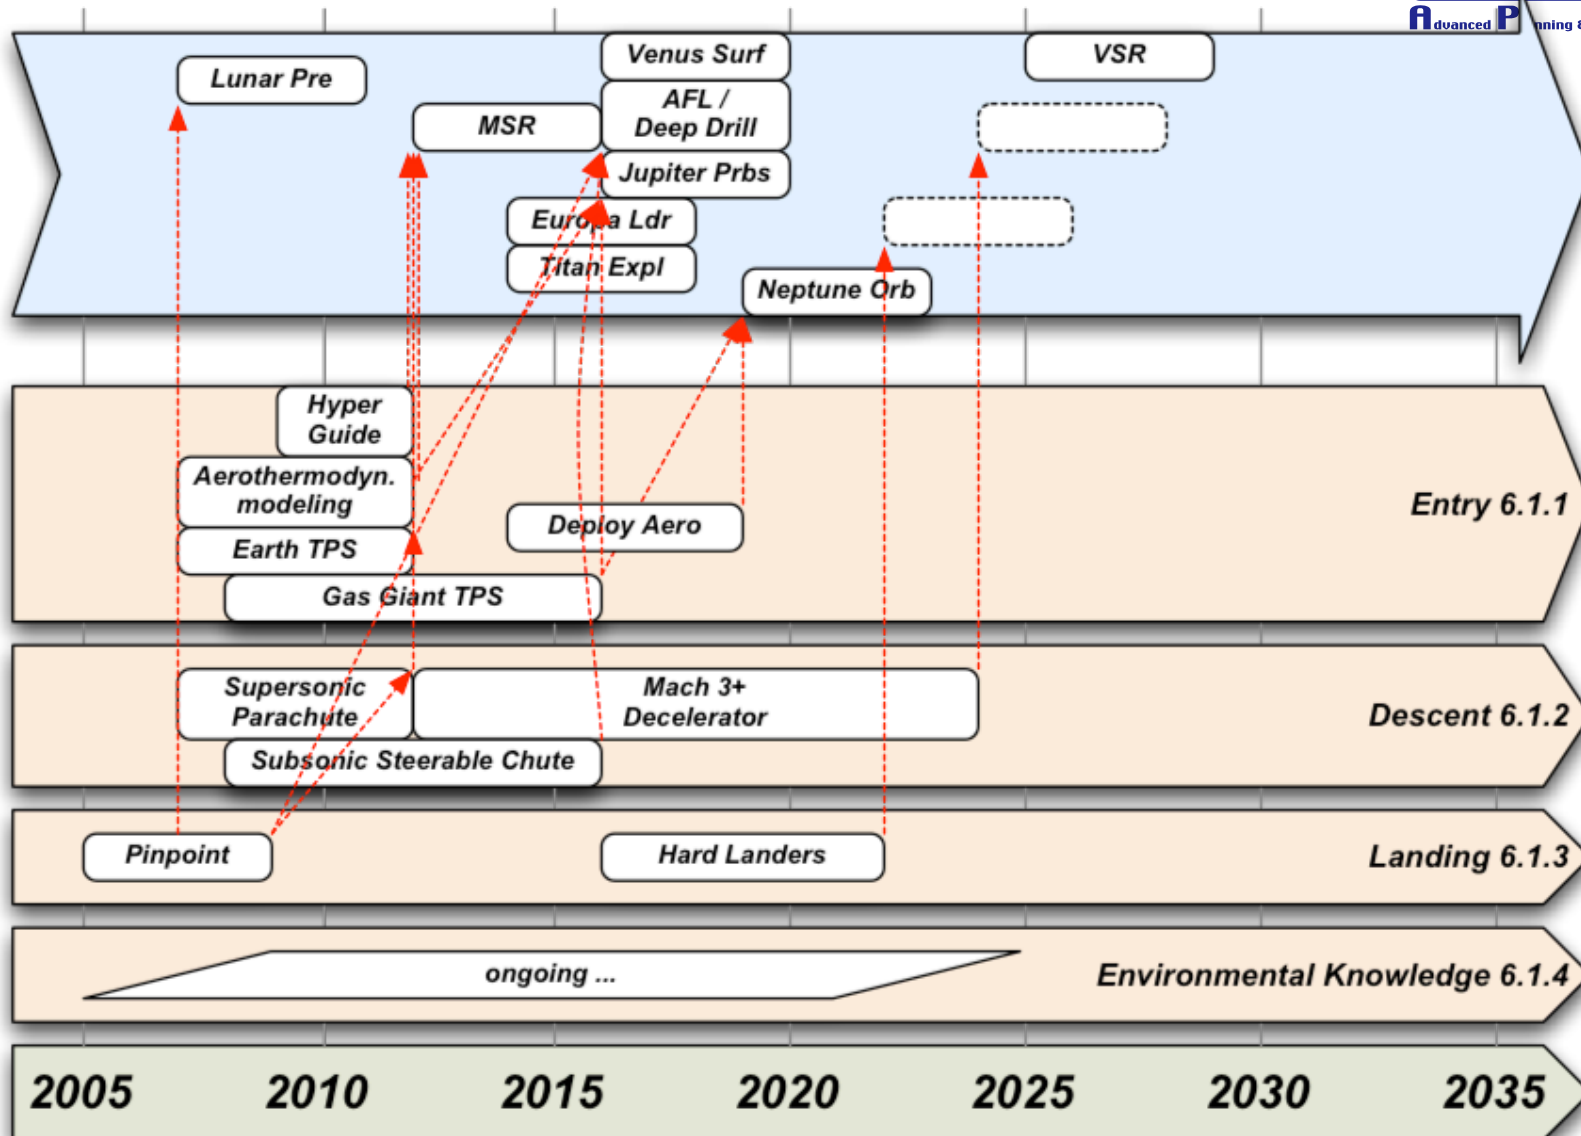 Advanced P nning &
Venus Surf
VSR
Lunar Pre
AFL /
Deep Drill
MSR
Jupiter Prbs
Europa Ldr
Titan Expl
Neptune Orb
Hyper
Guide
Aerothermodyn.
modeling
Entry 6.1.1
Deploy Aero
Earth TPS
Gas Giant TPS
Supersonic
Parachute
Mach 3+
Decelerator
Descent 6.1.2
Subsonic Steerable Chute
Pinpoint
Hard Landers
Landing 6.1.3
ongoing ...
Environmental Knowledge 6.1.4
2005 2010 2015 2020 2025 2030 2035